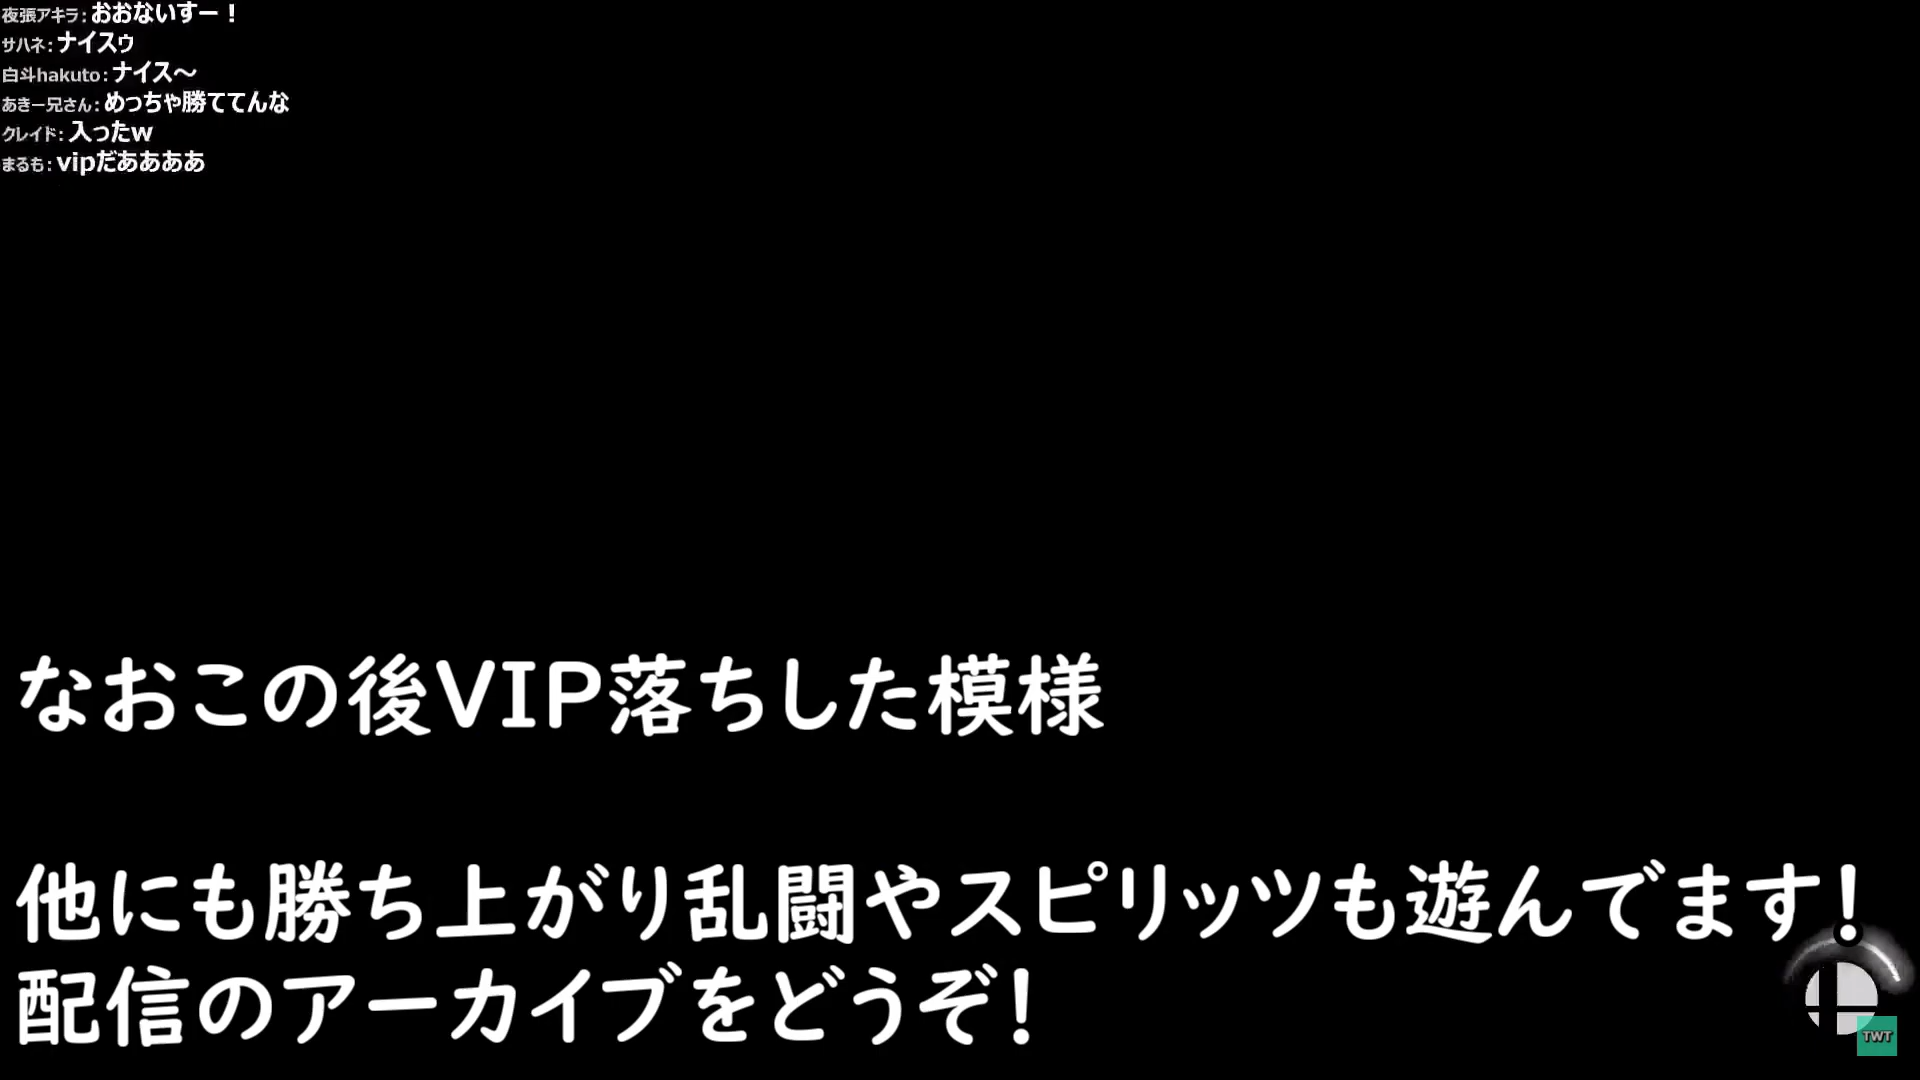 夜張アキラ: おおないすー！
サハネ: ナイスゥ
白斗hakuto: ナイス～
あきー兄さん: めっちゃ勝ててんな
クレイド: 入ったw
まるも: vipだああああ
なおこの後VIP落ちした模様
他にも勝ち上がり乱闘やスピリッツも遊んでます！
配信のアーカイブをどうぞ！
TWT